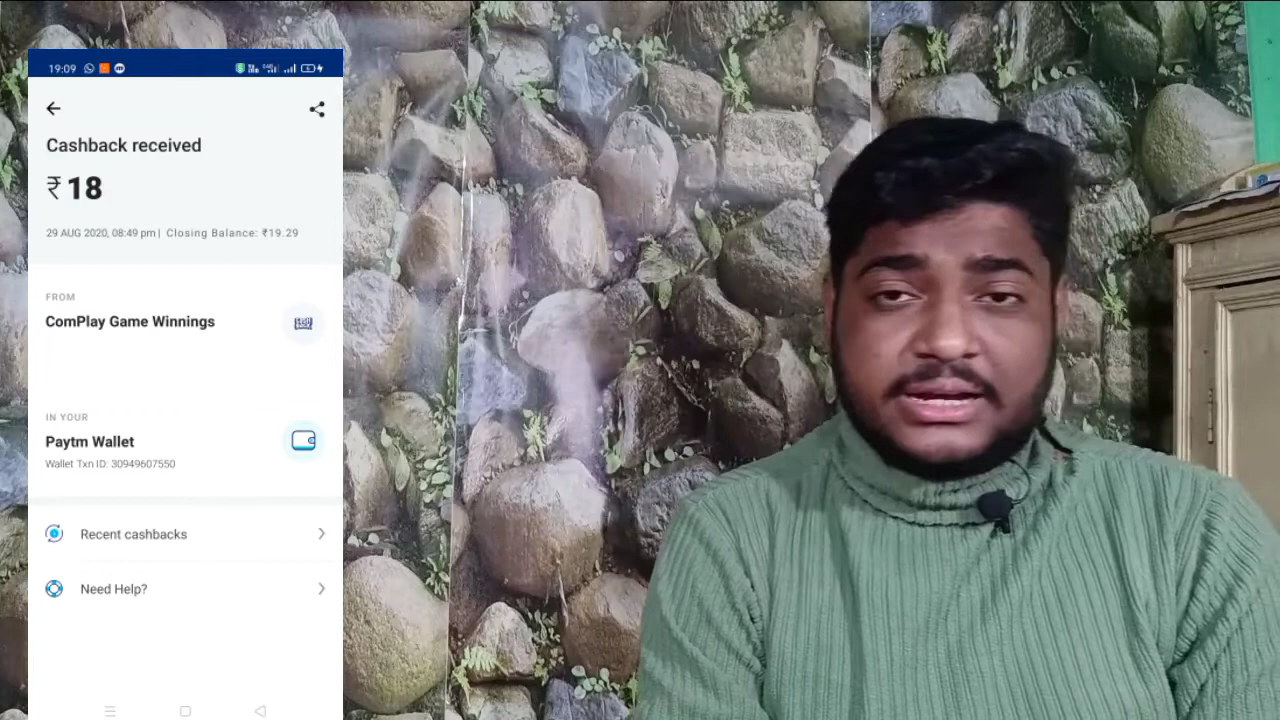 19:09
Cashback received
₹18
29 AUG 2020, 08:49 pm | Closing Balance: ₹19.29
FROM
ComPlay Game Winnings
IN YOUR
Paytm Wallet
Wallet Txn ID: 30949607550
Recent cashbacks
Need Help?